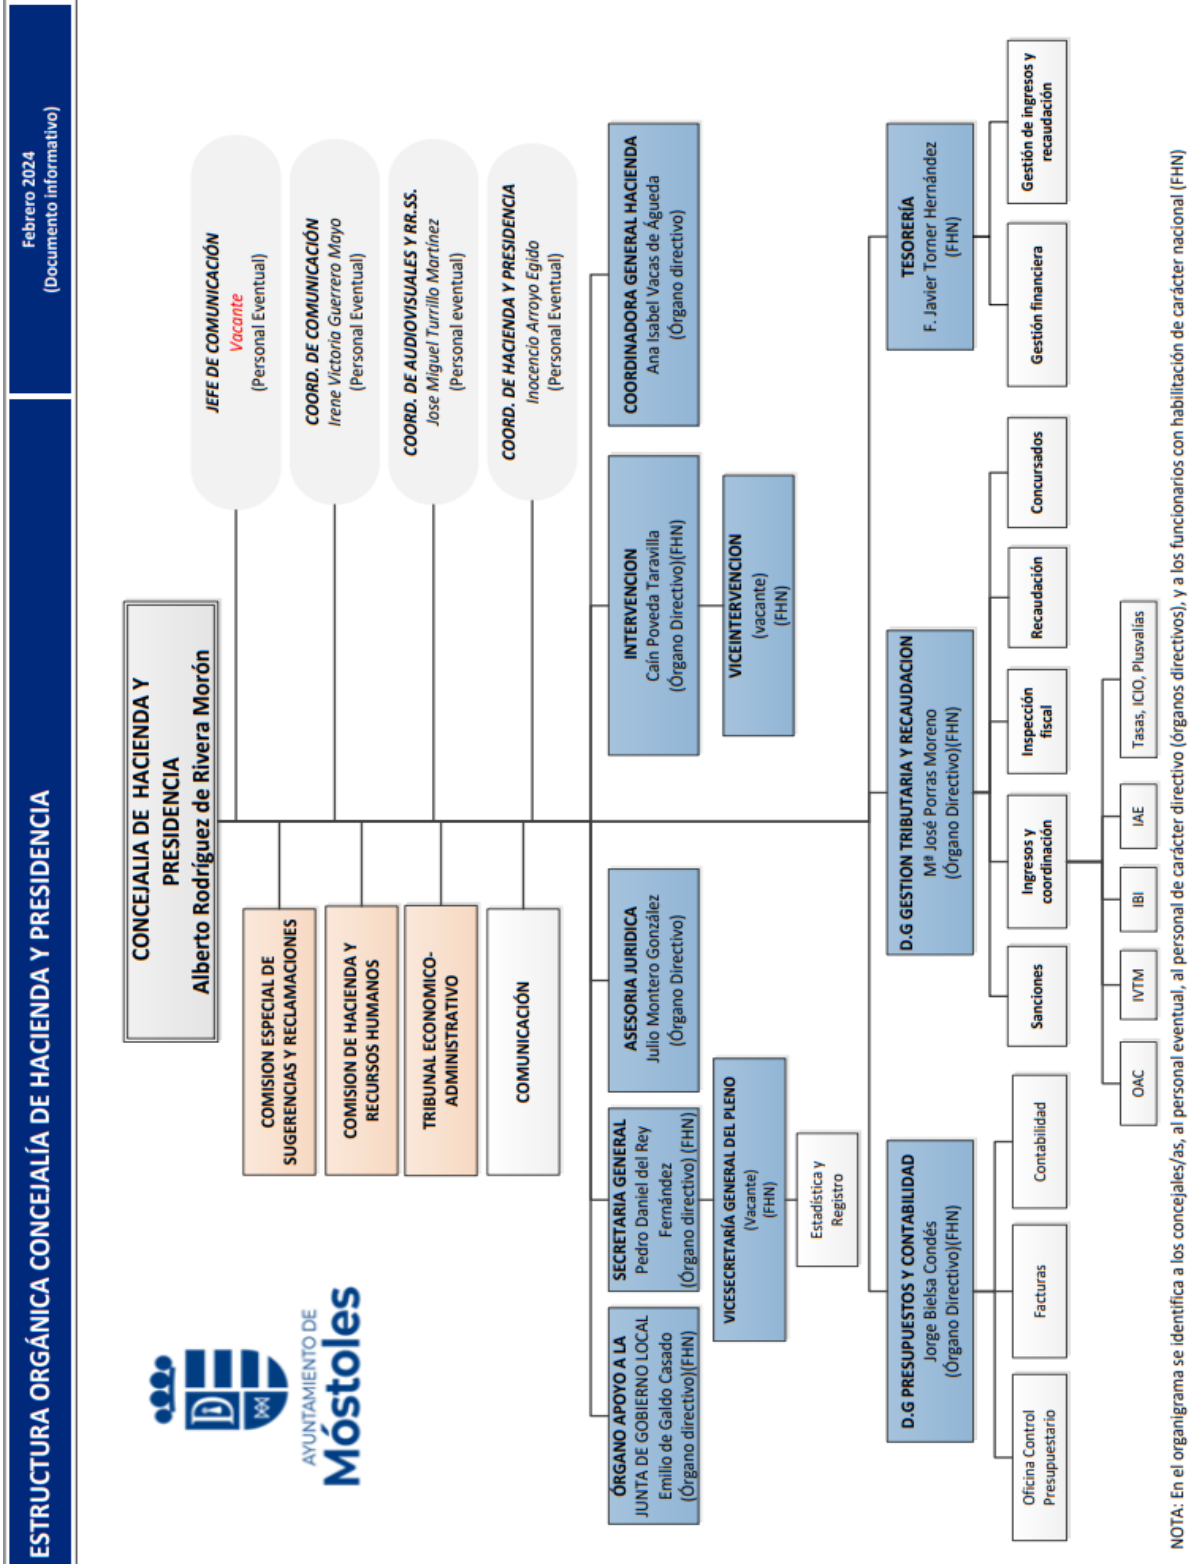 ESTRUCTURA ORGÁNICA CONCEJALÍA DE HACIENDA Y PRESIDENCIA
Febrero 2024
(Documento informativo)
AYUNTAMIENTO DE
Móstoles
CONCEJALIA DE HACIENDA Y
PRESIDENCIA
Alberto Rodríguez de Rivera Morón
JEFE DE COMUNICACIÓN
Vacante
(Personal Eventual)
COORD. DE COMUNICACIÓN
Irene Victoria Guerrero Mayo
(Personal Eventual)
COORD. DE AUDIOVISUALES Y RR.SS.
Jose Miguel Turrillo Martínez
(Personal eventual)
COORD. DE HACIENDA Y PRESIDENCIA
Inocencio Arroyo Egido
(Personal Eventual)
COMISION ESPECIAL DE
SUGERENCIAS Y RECLAMACIONES
COMISION DE HACIENDA Y
RECURSOS HUMANOS
TRIBUNAL ECONOMICO-
ADMINISTRATIVO
COMUNICACIÓN
ÓRGANO APOYO A LA
JUNTA DE GOBIERNO LOCAL
Emilio de Galdo Casado
(Órgano directivo)(FHN)
SECRETARIA GENERAL
Pedro Daniel del Rey
Fernández
(Órgano directivo) (FHN)
ASESORIA JURIDICA
Julio Montero González
(Órgano Directivo)
INTERVENCION
Caín Poveda Taravilla
(Órgano Directivo)(FHN)
COORDINADORA GENERAL HACIENDA
Ana Isabel Vacas de Águeda
(Órgano directivo)
VICESECRETARÍA GENERAL DEL PLENO
(Vacante)
(FHN)
VICEINTERVENCION
(vacante)
(FHN)
Estadística y
Registro
D.G PRESUPUESTOS Y CONTABILIDAD
Jorge Bielsa Condés
(Órgano Directivo)(FHN)
D.G GESTION TRIBUTARIA Y RECAUDACION
Mª José Porras Moreno
(Órgano Directivo)(FHN)
TESORERÍA
F. Javier Torner Hernández
(FHN)
Oficina Control
Presupuestario
Facturas
Contabilidad
Sanciones
Ingresos y
coordinación
Inspección
fiscal
Recaudación
Concursados
Gestión financiera
Gestión de ingresos y
recaudación
OAC
IVTM
IBI
IAE
Tasas, ICIO, Plusvalías
NOTA: En el organigrama se identifica a los concejales/as, al personal eventual, al personal de carácter directivo (órganos directivos), y a los funcionarios con habilitación de carácter nacional (FHN)